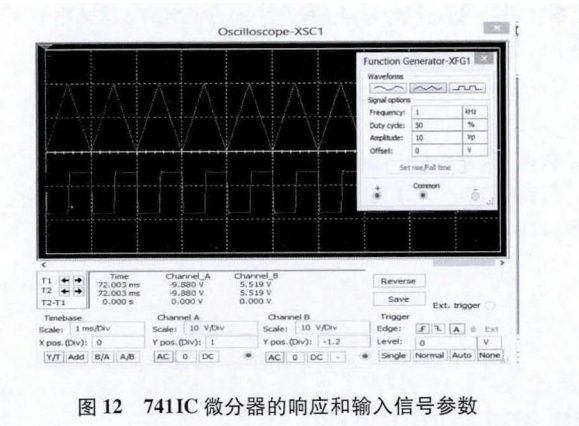 Oscilloscope-XSC1
Function Generator-XFG1
Waveforms
Signal options
Frequency: 1 kHz
Duty cycle: 50 %
Amplitude: 10 Vp
Offset: 0 V
Set rise/Fall time
+ Common -
Time Channel_A Channel_B
T1 72.003 ms -9.880 V 5.519 V
T2 72.003 ms -9.880 V 5.519 V
T2-T1 0.000 s 0.000 V 0.000 V
Reverse
Save
Ext. trigger
Timebase Channel A Channel B Trigger
Scale: 1 ms/Div Scale: 10 V/Div Scale: 10 V/Div Edge: A B Ext
X pos.(Div): 0 Y pos.(Div): 1 Y pos.(Div): -1.2 Level: 0 V
Y/T Add B/A A/B AC 0 DC AC 0 DC - Single Normal Auto None
图 12 741IC 微分器的响应和输入信号参数